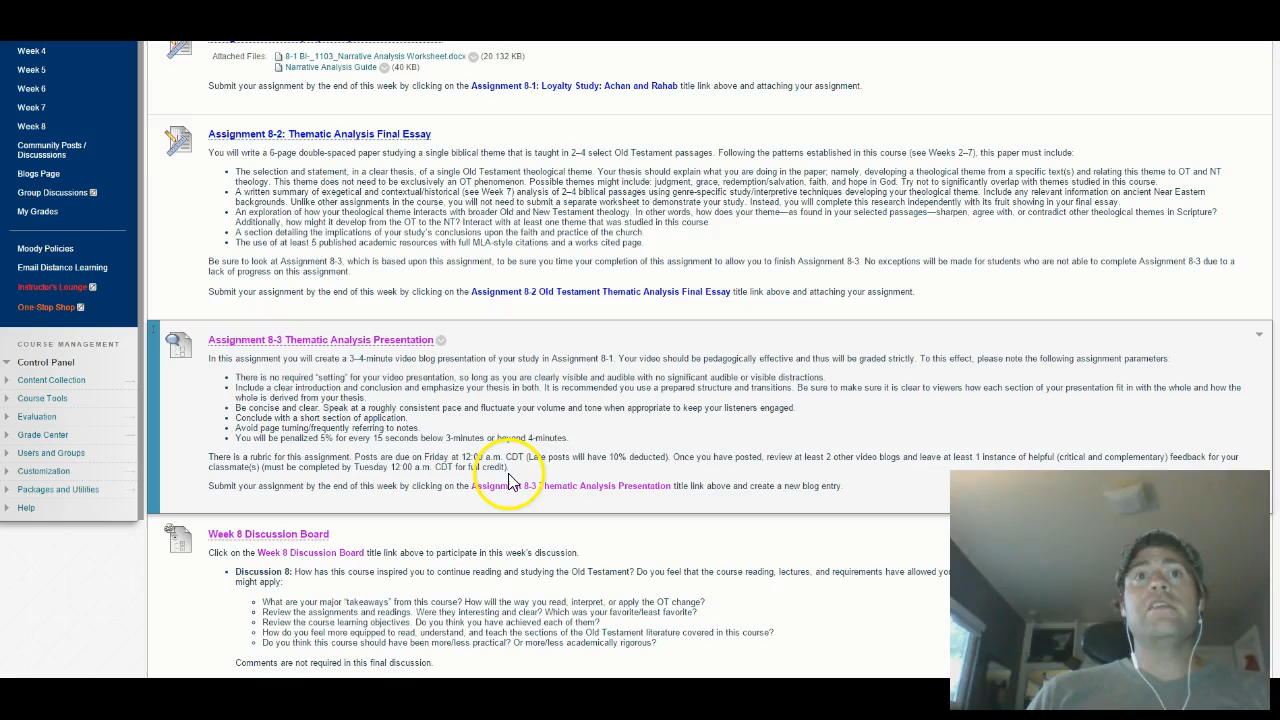 Week 4
Week 5
Week 6
Week 7
Week 8
Community Posts /
Disucsssions
Blogs Page
Group Discussions
My Grades
Moody Policies
Email Distance Learning
Instructor's Lounge
One-Stop Shop
COURSE MANAGEMENT
Control Panel
Content Collection
Course Tools
Evaluation
Grade Center
Users and Groups
Customization
Packages and Utilities
Help
Attached Files: 8-1 BI-_1103_Narrative Analysis Worksheet.docx (20.132 KB)
Narrative Analysis Guide (40 KB)
Submit your assignment by the end of this week by clicking on the Assignment 8-1: Loyalty Study: Achan and Rahab title link above and attaching your assignment.
Assignment 8-2: Thematic Analysis Final Essay
You will write a 6-page double-spaced paper studying a single biblical theme that is taught in 2–4 select Old Testament passages. Following the patterns established in this course (see Weeks 2–7), this paper must include:
The selection and statement, in a clear thesis, of a single Old Testament theological theme. Your thesis should explain what you are doing in the paper; namely, developing a theological theme from a specific text(s) and relating this theme to OT and NT
theology. This theme does not need to be exclusively an OT phenomenon. Possible themes might include: judgment, grace, redemption/salvation, faith, and hope in God. Try not to significantly overlap with themes studied in this course.
A written summary of exegetical and contextual/historical (see Week 7) analysis of 2–4 biblical passages using genre-specific study/interpretive techniques developing your theological theme. Include any relevant information on ancient Near Eastern
backgrounds. Unlike other assignments in the course, you will not need to submit a separate worksheet to demonstrate your study. Instead, you will complete this research independently with its fruit showing in your final essay.
An exploration of how your theological theme interacts with broader Old and New Testament theology. In other words, how does your theme—as found in your selected passages—sharpen, agree with, or contradict other theological themes in Scripture?
Additionally, how might it develop from the OT to the NT? Interact with at least one theme that was studied in this course.
A section detailing the implications of your study's conclusions upon the faith and practice of the church.
The use of at least 5 published academic resources with full MLA-style citations and a works cited page.
Be sure to look at Assignment 8-3, which is based upon this assignment, to be sure you time your completion of this assignment to allow you to finish Assignment 8-3. No exceptions will be made for students who are not able to complete Assignment 8-3 due to a
lack of progress on this assignment.
Submit your assignment by the end of this week by clicking on the Assignment 8-2 Old Testament Thematic Analysis Final Essay title link above and attaching your assignment.
Assignment 8-3 Thematic Analysis Presentation
In this assignment you will create a 3–4-minute video blog presentation of your study in Assignment 8-1. Your video should be pedagogically effective and thus will be graded strictly. To this effect, please note the following assignment parameters:
There is no required "setting" for your video presentation, so long as you are clearly visible and audible with no significant audible or visible distractions.
Include a clear introduction and conclusion and emphasize your thesis in both. It is recommended you use a prepared structure and transitions. Be sure to make sure it is clear to viewers how each section of your presentation fit in with the whole and how the
whole is derived from your thesis.
Be concise and clear. Speak at a roughly consistent pace and fluctuate your volume and tone when appropriate to keep your listeners engaged.
Conclude with a short section of application.
Avoid page turning/frequently referring to notes.
You will be penalized 5% for every 15 seconds below 3-minutes or beyond 4-minutes.
There is a rubric for this assignment. Posts are due on Friday at 12:00 a.m. CDT (Late posts will have 10% deducted). Once you have posted, review at least 2 other video blogs and leave at least 1 instance of helpful (critical and complementary) feedback for your
classmate(s) (must be completed by Tuesday 12:00 a.m. CDT for full credit).
Submit your assignment by the end of this week by clicking on the Assignment 8-3 Thematic Analysis Presentation title link above and create a new blog entry.
Week 8 Discussion Board
Click on the Week 8 Discussion Board title link above to participate in this week's discussion.
Discussion 8: How has this course inspired you to continue reading and studying the Old Testament? Do you feel that the course reading, lectures, and requirements have allowed
might apply:
What are your major "takeaways" from this course? How will the way you read, interpret, or apply the OT change?
Review the assignments and readings. Were they interesting and clear? Which was your favorite/least favorite?
Review the course learning objectives. Do you think you have achieved each of them?
How do you feel more equipped to read, understand, and teach the sections of the Old Testament literature covered in this course?
Do you think this course should have been more/less practical? Or more/less academically rigorous?
Comments are not required in this final discussion.